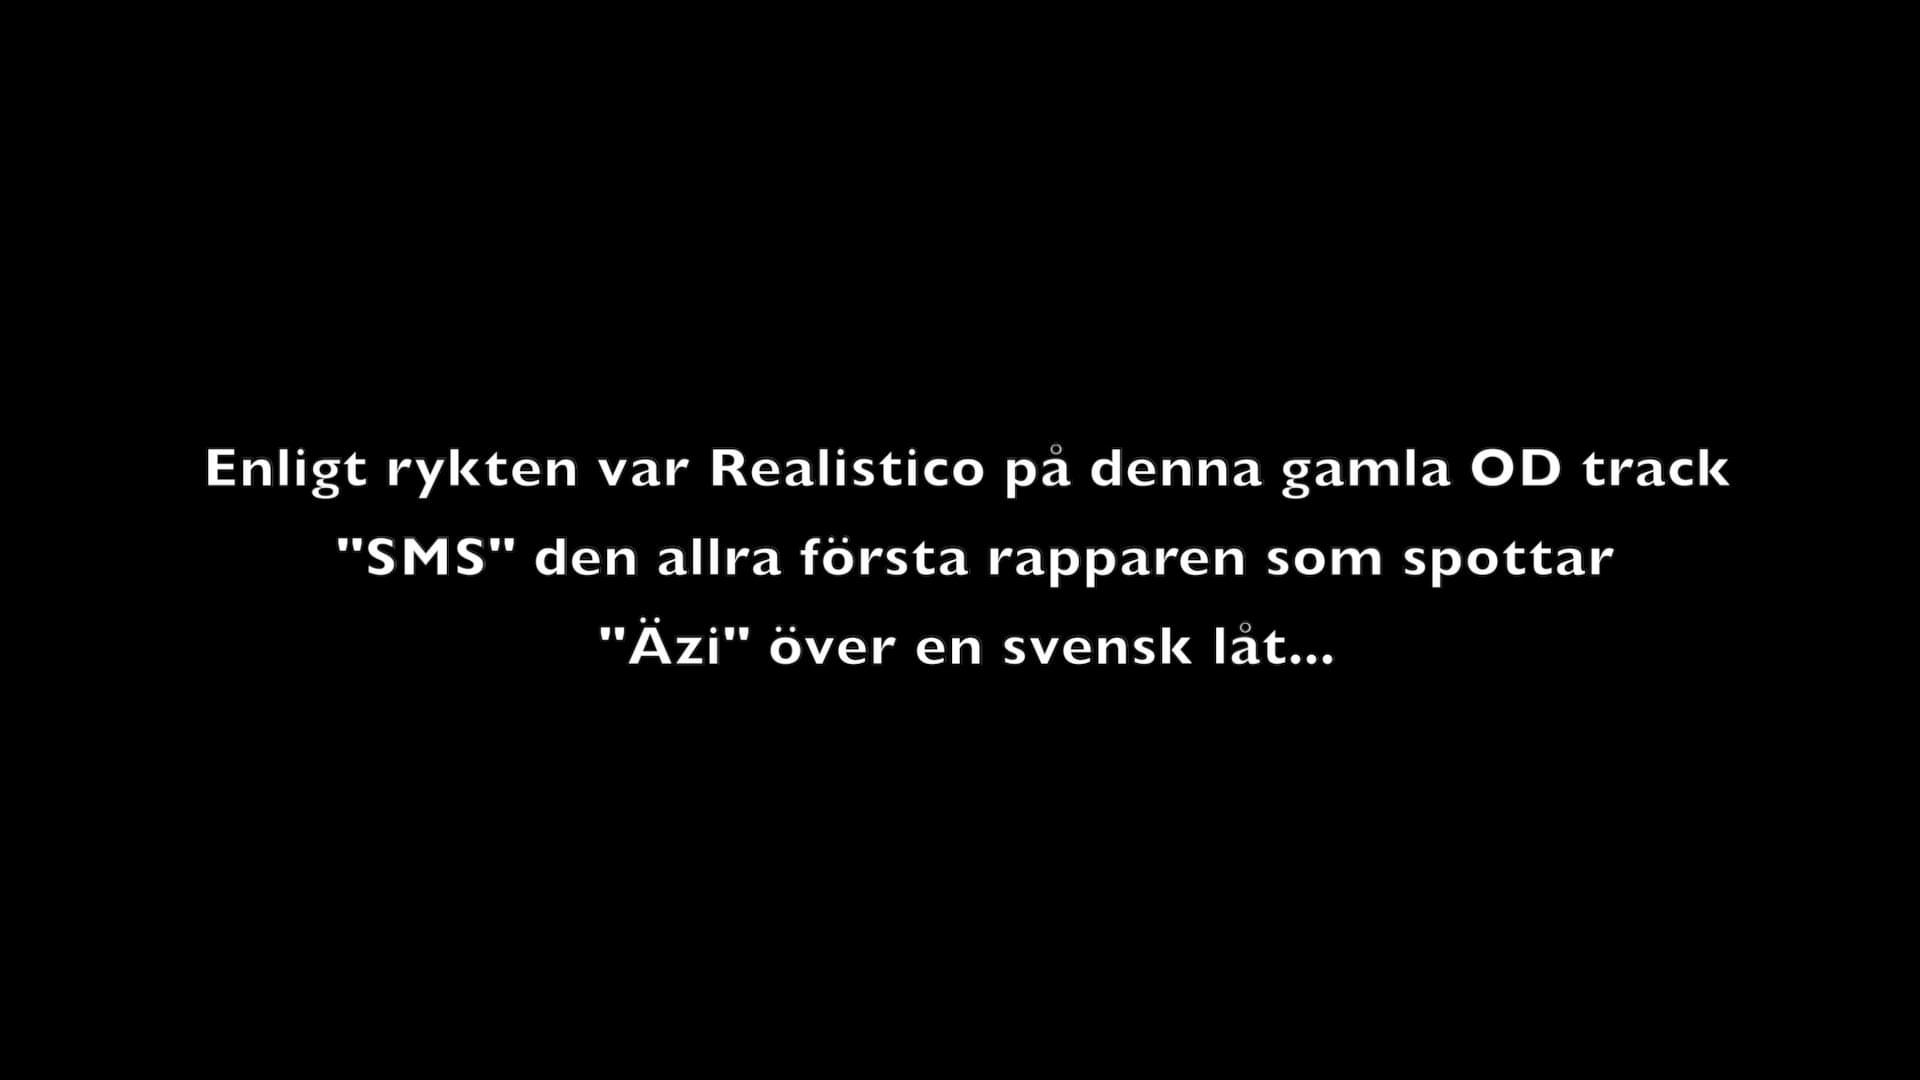 Enligt rykten var Realistico på denna gamla OD track
"SMS" den allra första rapparen som spottar
"Äzi" över en svensk låt...